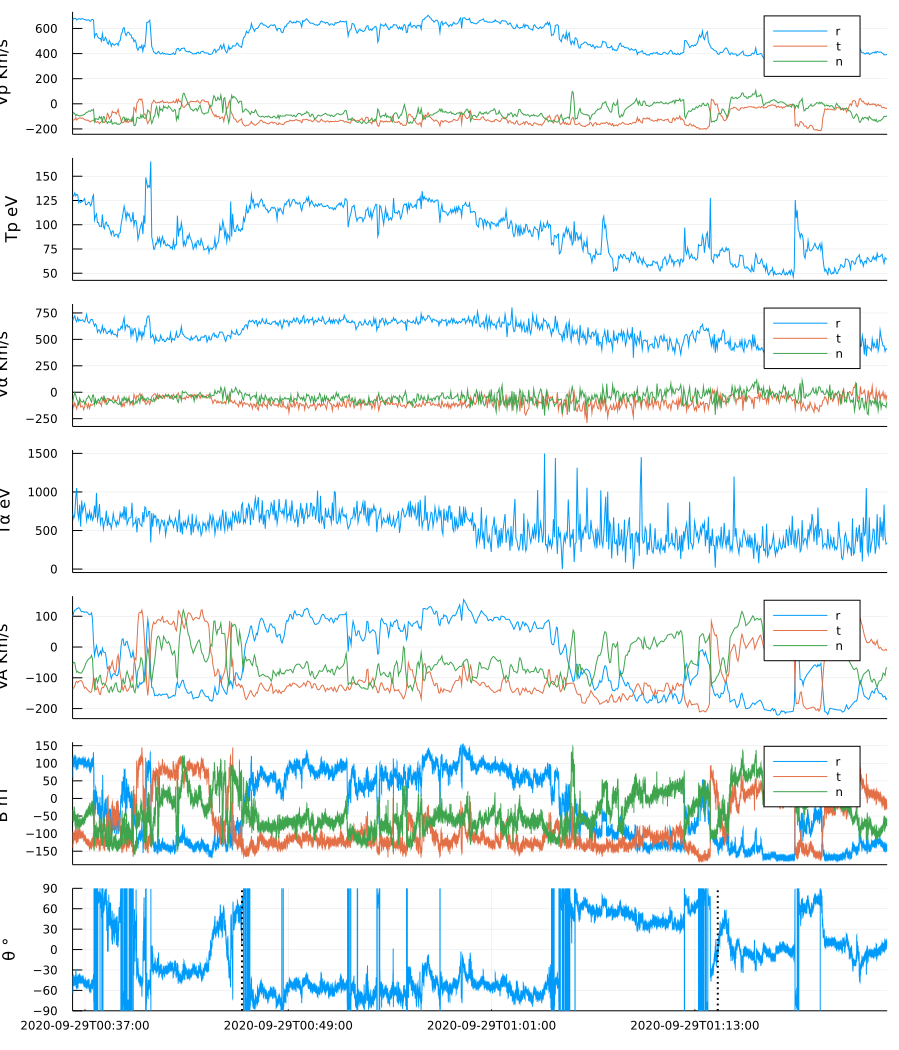 Vp Km/s
600
400
200
0
−200
r
t
n
Tp eV
150
125
100
75
50
Vα Km/s
750
500
250
0
−250
r
t
n
Tα eV
1500
1000
500
0
VA Km/s
100
0
−100
−200
r
t
n
B nT
150
100
50
0
−50
−100
−150
r
t
n
θ °
90
60
30
0
−30
−60
−90
2020-09-29T00:37:00 2020-09-29T00:49:00 2020-09-29T01:01:00 2020-09-29T01:13:00